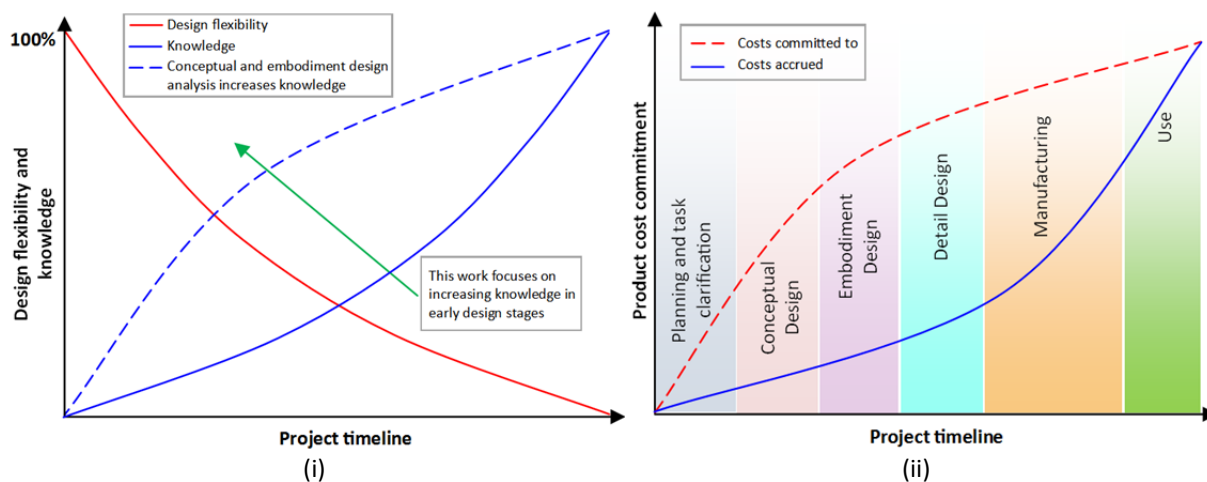 100%
Design flexibility
Knowledge
Conceptual and embodiment design
analysis increases knowledge
Design flexibility and
knowledge
This work focuses on
increasing knowledge in
early design stages
Project timeline
(i)
Costs committed to
Costs accrued
Product cost commitment
Planning and task
clarification
Conceptual
Design
Embodiment
Design
Detail Design
Manufacturing
Use
Project timeline
(ii)